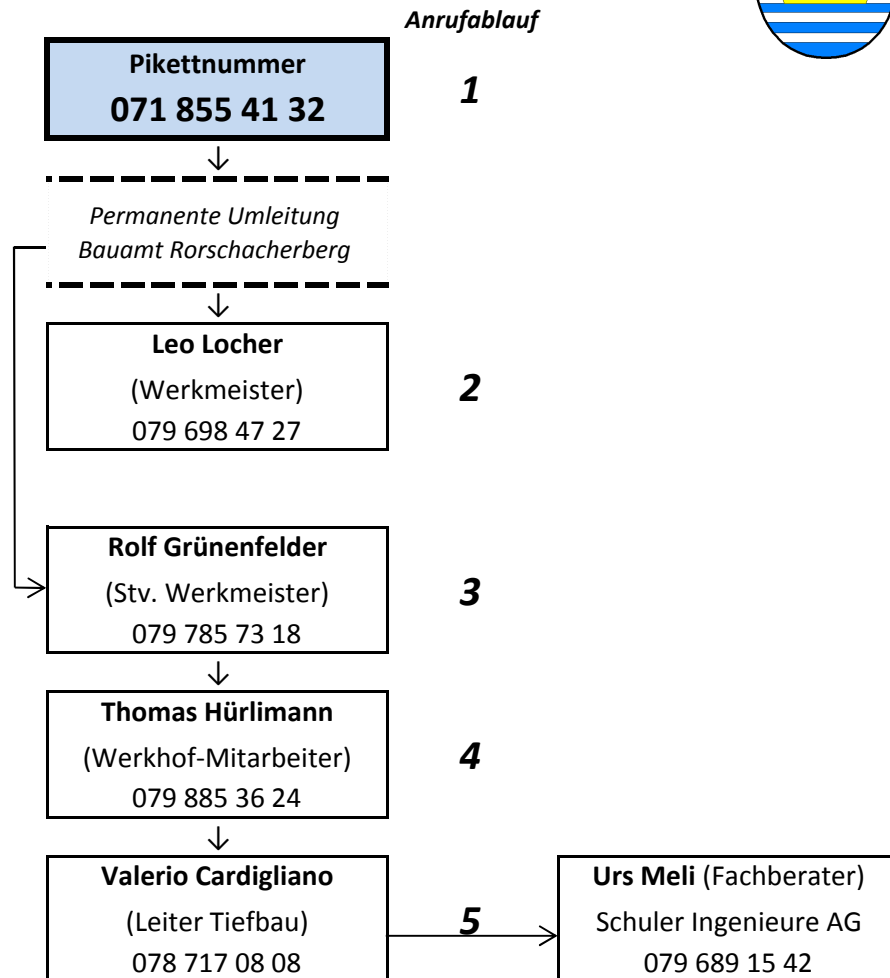 Anrufablauf
Pikettnummer
071 855 41 32
1
Permanente Umleitung
Bauamt Rorschacherberg
Leo Locher
(Werkmeister)
079 698 47 27
2
Rolf Grünenfelder
(Stv. Werkmeister)
079 785 73 18
3
Thomas Hürlimann
(Werkhof-Mitarbeiter)
079 885 36 24
4
Valerio Cardigliano
(Leiter Tiefbau)
078 717 08 08
5
Urs Meli (Fachberater)
Schuler Ingenieure AG
079 689 15 42